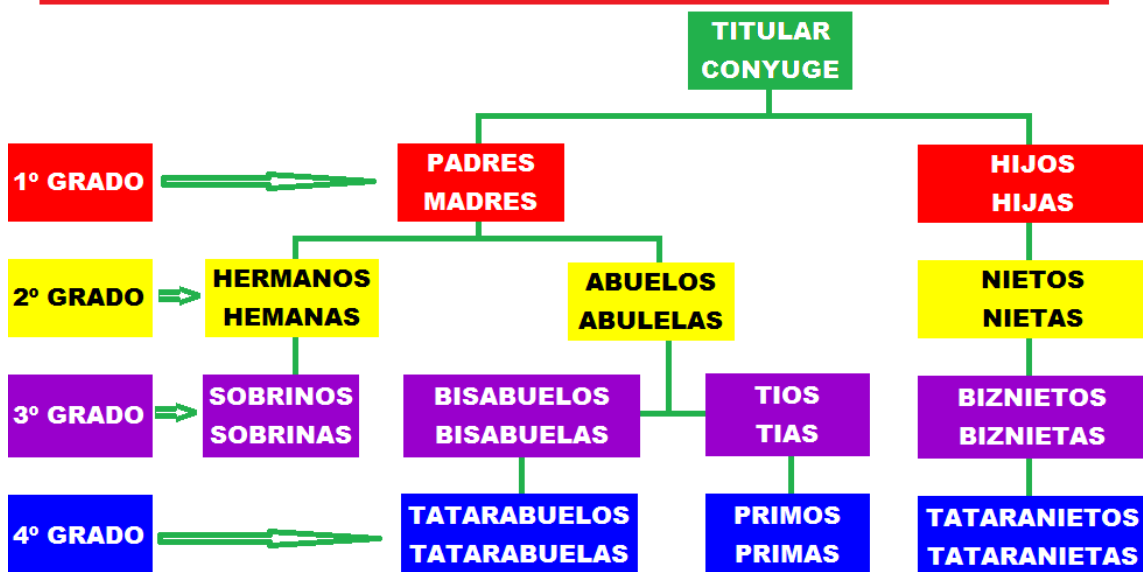 TITULAR
CONYUGE
1º GRADO
PADRES
MADRES
HIJOS
HIJAS
2º GRADO
HERMANOS
HEMANAS
ABUELOS
ABULELAS
NIETOS
NIETAS
3º GRADO
SOBRINOS
SOBRINAS
BISABUELOS
BISABUELAS
TIOS
TIAS
BIZNIETOS
BIZNIETAS
4º GRADO
TATARABUELOS
TATARABUELAS
PRIMOS
PRIMAS
TATARANIETOS
TATARANIETAS